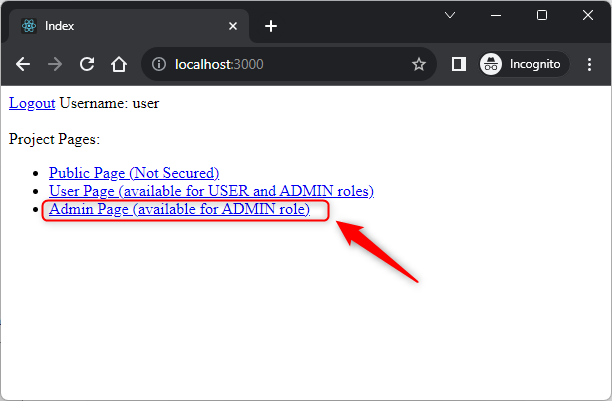 Index
localhost:3000
Incognito
Logout Username: user
Project Pages:
Public Page (Not Secured)
User Page (available for USER and ADMIN roles)
Admin Page (available for ADMIN role)